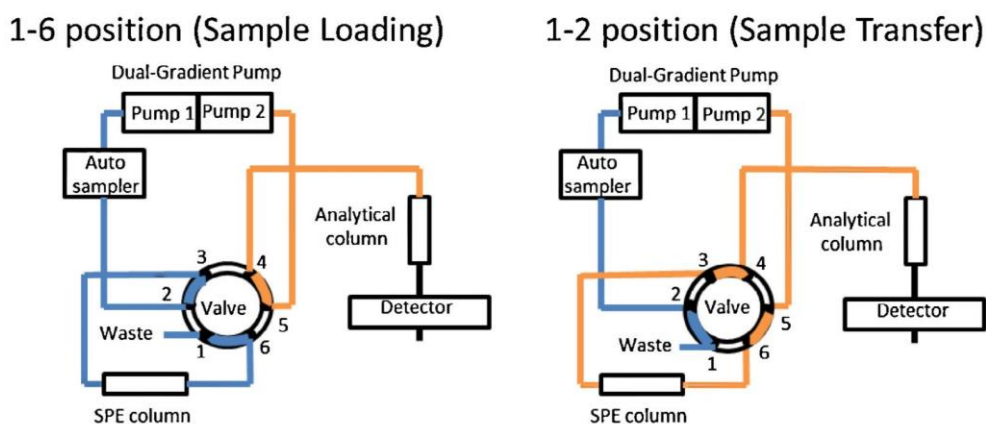 1-6 position (Sample Loading)
Dual-Gradient Pump
Pump 1 Pump 2
Auto
sampler
Analytical
column
3 4
2 Valve 5
Waste 1 6
Detector
SPE column
1-2 position (Sample Transfer)
Dual-Gradient Pump
Pump 1 Pump 2
Auto
sampler
Analytical
column
3 4
2 Valve 5
Waste 1 6
Detector
SPE column